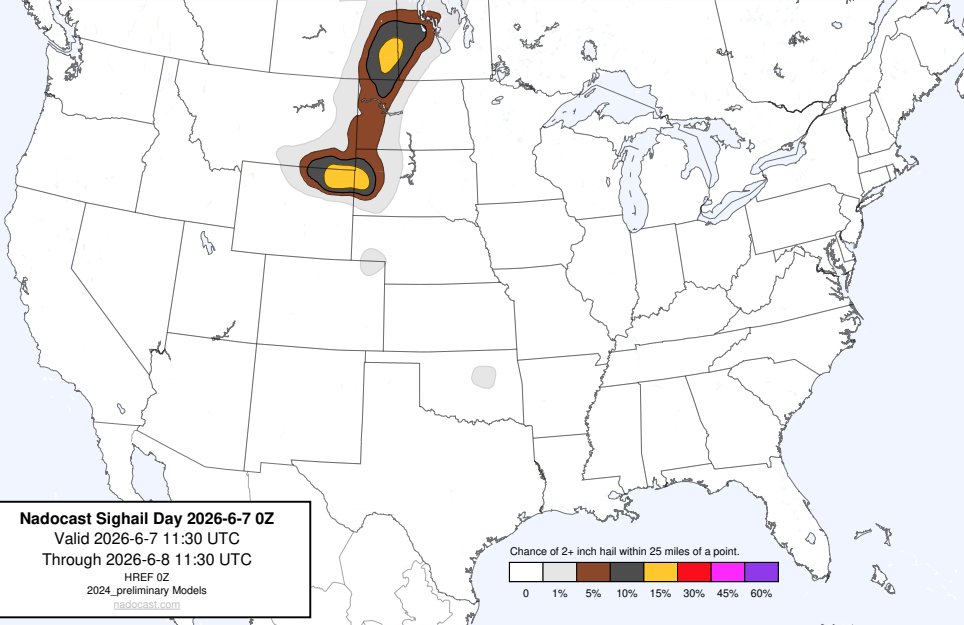 Nadocast Sighail Day 2026-6-7 0Z
Valid 2026-6-7 11:30 UTC
Through 2026-6-8 11:30 UTC
HREF 0Z
2024_preliminary Models
nadocast.com
Chance of 2+ inch hail within 25 miles of a point.
0 1% 5% 10% 15% 30% 45% 60%